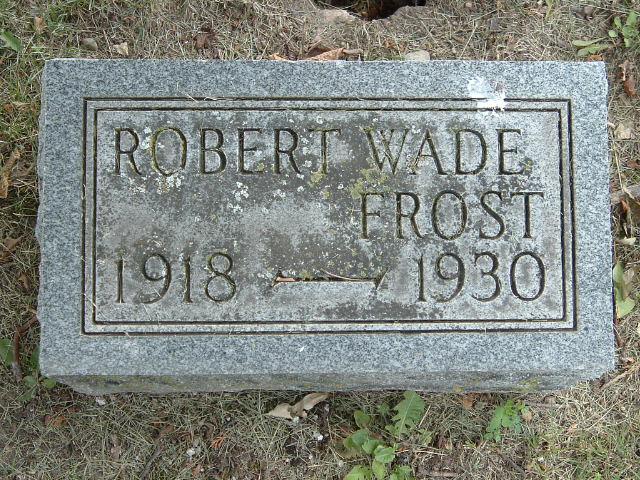 ROBERT WADE
FROST
1918 — 1930